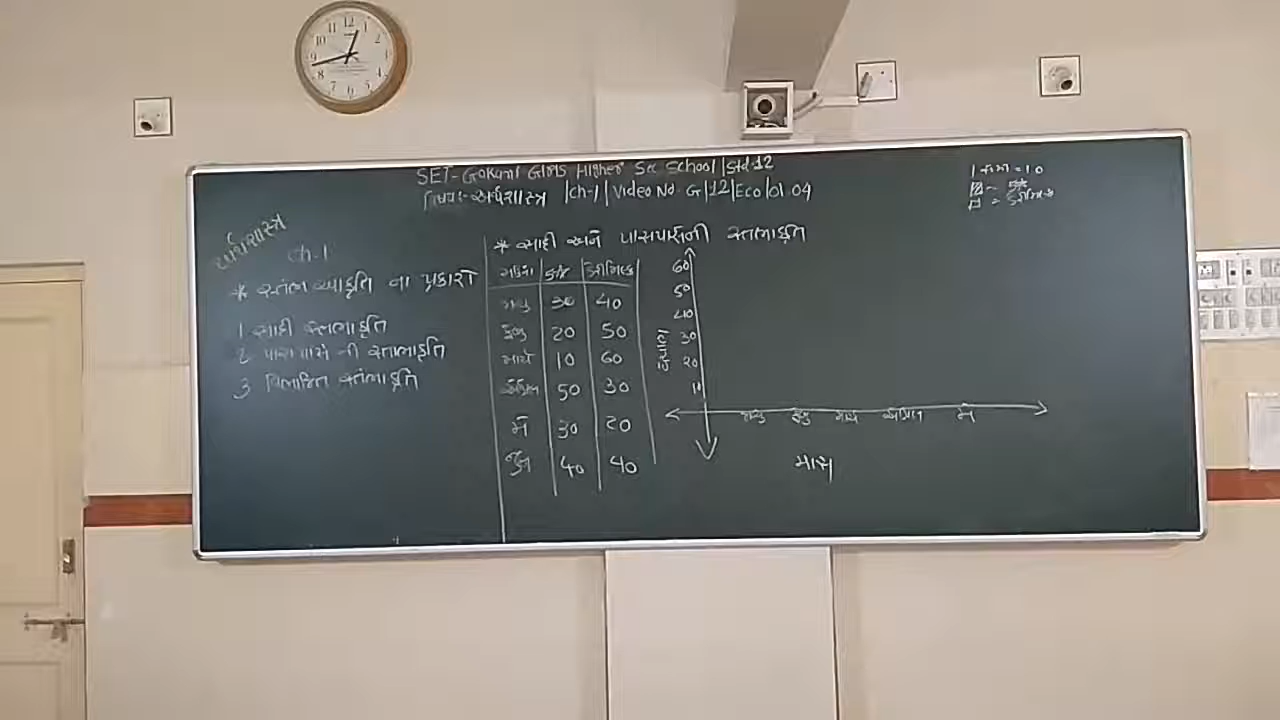 SET-Gokani Girls Higher Sec School/Std 12
વિષય:- અર્થશાસ્ત્ર /ch-1/Video No. G/12/Eco/01.04
અર્થશાસ્ત્ર
Ch-1
* સ્તંભ આકૃતિ ના પ્રકારો
1 સાદી સ્તંભાકૃતિ
2 પાસપાસે ની સ્તંભાકૃતિ
3 વિભાજિત સ્તંભાકૃતિ
* સાદી અને પાસપાસેની સ્તંભાકૃતિ
30 40
20 50
માર્ચ 10 60
એપ્રિલ 50 30
મે 30 20
જુન 40 40
60
50
40
30
20
10
માર્ચ એપ્રિલ મે
માસ
= 10